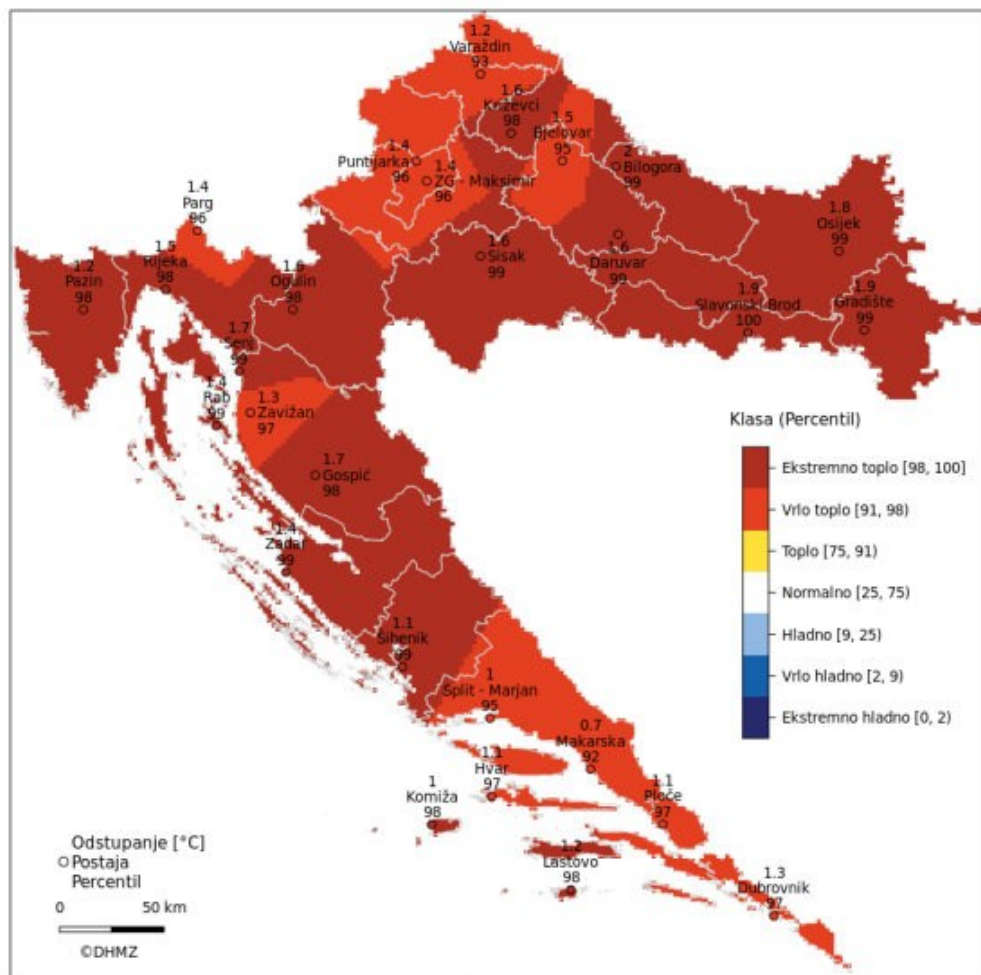 1.2
Varaždin
93
1.6
Križevci
98
1.5
Bjelovar
95
1.4
Puntijarka
96
1.4
ZG - Maksimir
96
2
Bilogora
99
1.4
Parg
96
1.8
Osijek
99
1.5
Rijeka
98
1.2
Pazin
98
Ogulin
98
1.6
Sisak
99
1.6
Daruvar
99
1.9
Slavonski Brod
100
1.9
Gradište
99
1.7
Senj
99
1.4
Rab
99
1.3
Zavižan
97
1.7
Gospić
98
1.4
Zadar
99
1.1
Šibenik
99
1
Split - Marjan
95
0.7
Makarska
92
1.1
Hvar
97
1
Komiža
98
1.1
Ploče
97
1.2
Lastovo
98
1.3
Dubrovnik
97
Klasa (Percentil)
Ekstremno toplo [98, 100]
Vrlo toplo [91, 98)
Toplo [75, 91)
Normalno [25, 75)
Hladno [9, 25)
Vrlo hladno [2, 9)
Ekstremno hladno [0, 2)
Odstupanje [°C]
Postaja
Percentil
0 50 km
©DHMZ